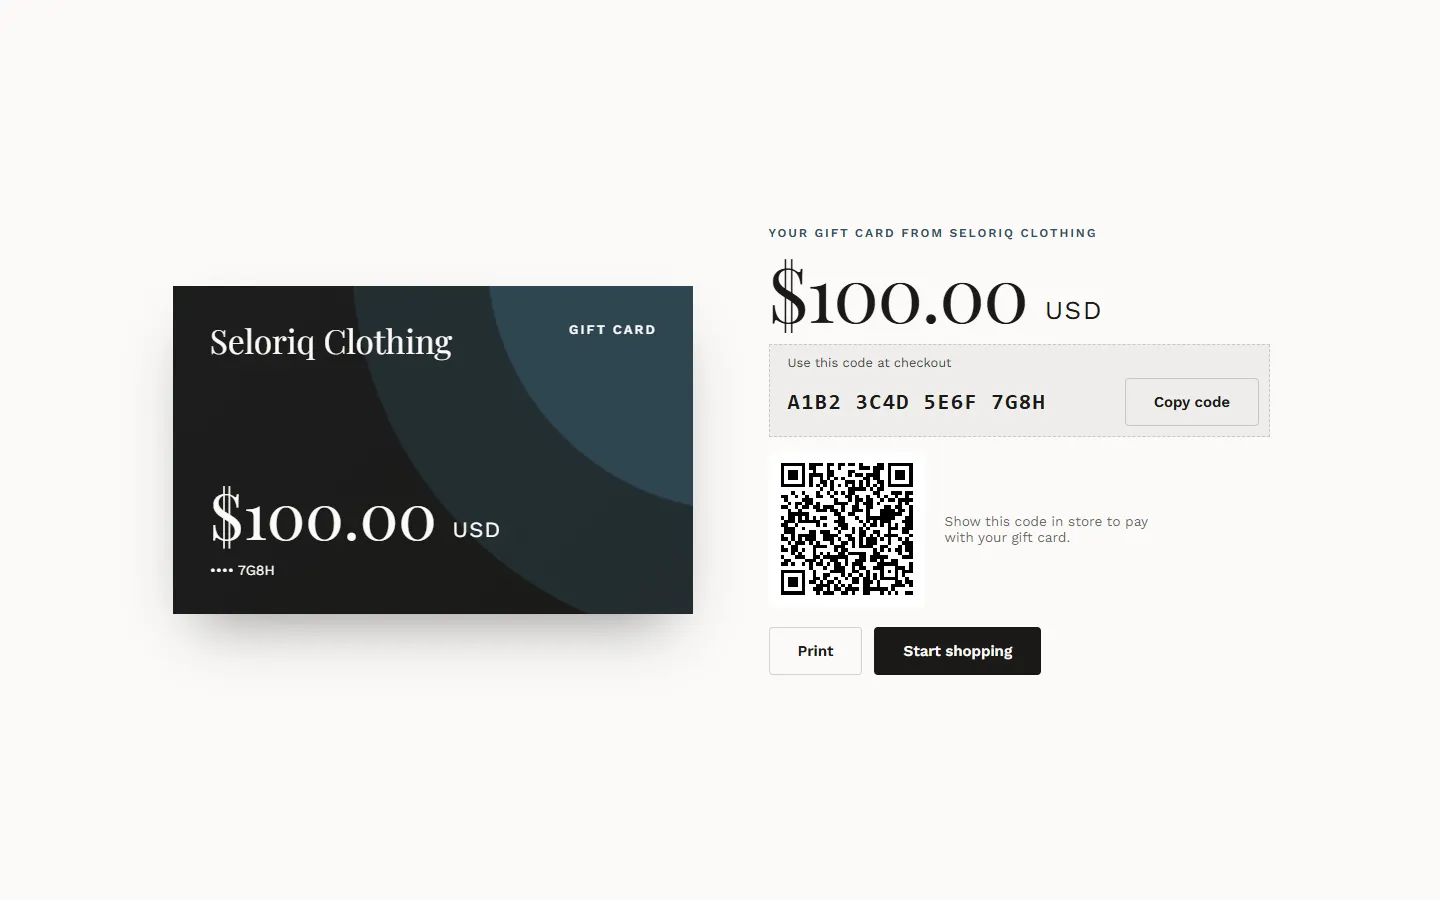 Seloriq Clothing
GIFT CARD
$100.00 USD
•••• 7G8H
YOUR GIFT CARD FROM SELORIQ CLOTHING
$100.00 USD
Use this code at checkout
A1B2 3C4D 5E6F 7G8H
Copy code
Show this code in store to pay
with your gift card.
Print
Start shopping